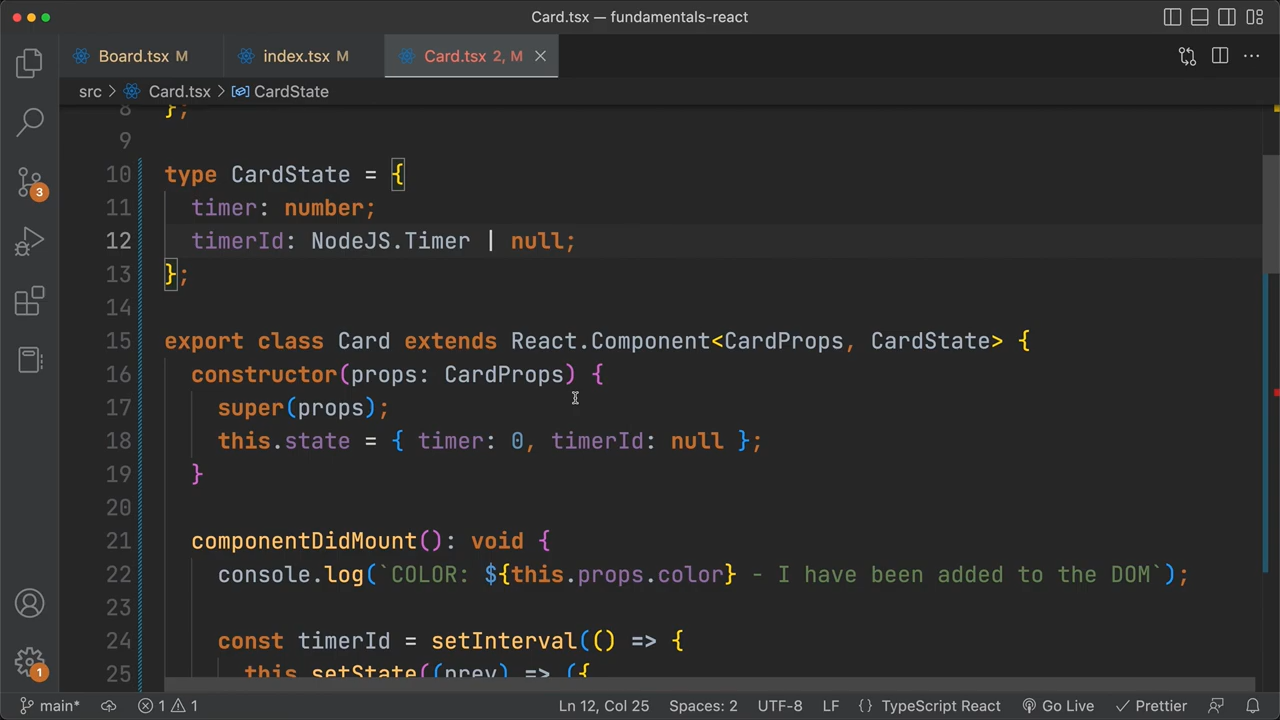 Card.tsx — fundamentals-react
Board.tsx M
index.tsx M
Card.tsx 2, M
src > Card.tsx > CardState
8 };
9
10 type CardState = {
11 timer: number;
12 timerId: NodeJS.Timer | null;
13 };
14
15 export class Card extends React.Component<CardProps, CardState> {
16 constructor(props: CardProps) {
17 super(props);
18 this.state = { timer: 0, timerId: null };
19 }
20
21 componentDidMount(): void {
22 console.log(`COLOR: ${this.props.color} - I have been added to the DOM`);
23
24 const timerId = setInterval(() => {
25 this.setState((prev) => ({
3
1
main* 1 1 Ln 12, Col 25 Spaces: 2 UTF-8 LF {} TypeScript React Go Live Prettier